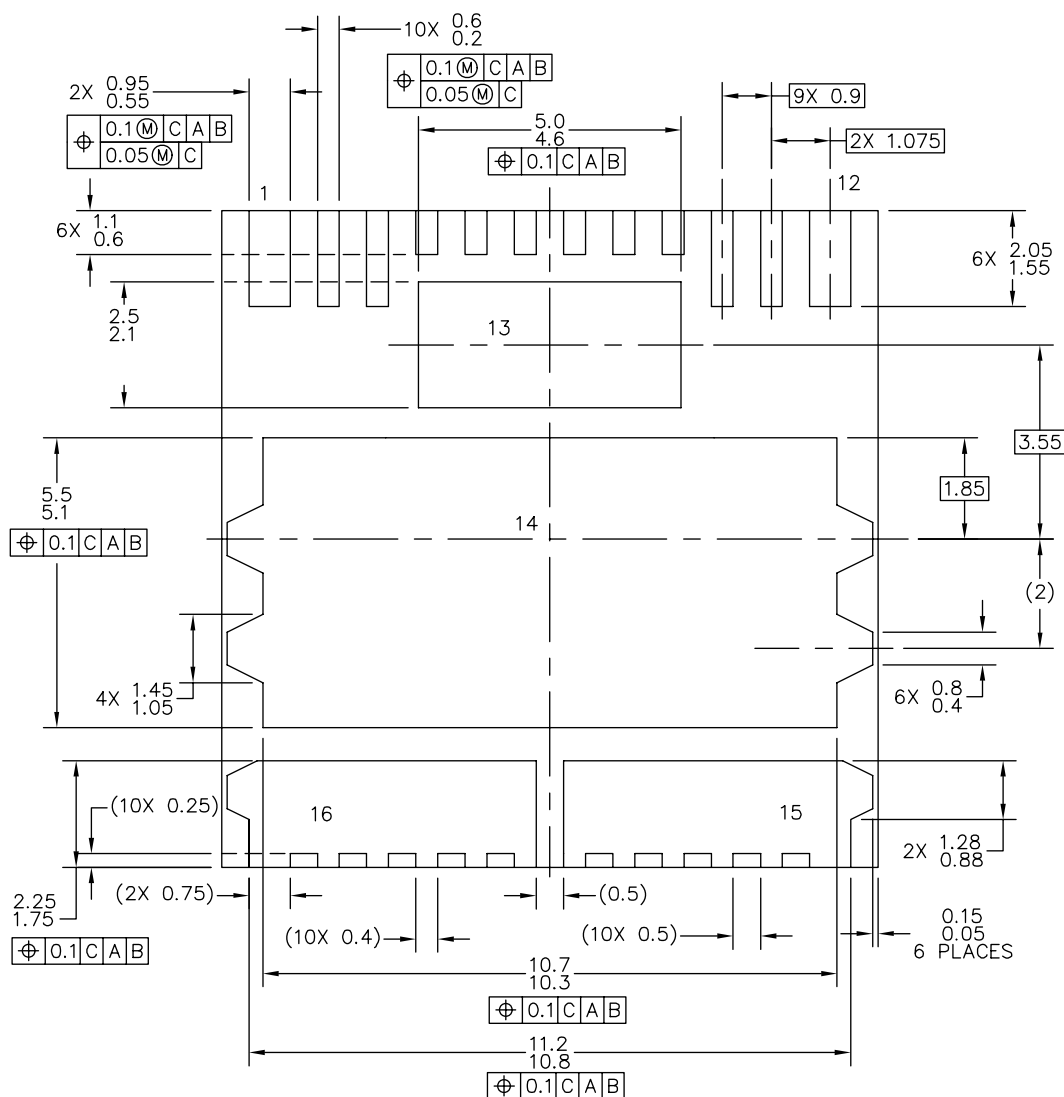 10X 0.6
0.2
⌖ 0.1Ⓜ C A B
0.05Ⓜ C
2X 0.95
0.55
⌖ 0.1Ⓜ C A B
0.05Ⓜ C
9X 0.9
5.0
4.6
⌖ 0.1 C A B
2X 1.075
1
12
6X 1.1
0.6
6X 2.05
1.55
2.5
2.1
13
3.55
1.85
5.5
5.1
⌖ 0.1 C A B
14
(2)
4X 1.45
1.05
6X 0.8
0.4
(10X 0.25)
16
15
2X 1.28
0.88
2.25
1.75
⌖ 0.1 C A B
(2X 0.75)
(0.5)
(10X 0.4)
(10X 0.5)
0.15
0.05
6 PLACES
10.7
10.3
⌖ 0.1 C A B
11.2
10.8
⌖ 0.1 C A B